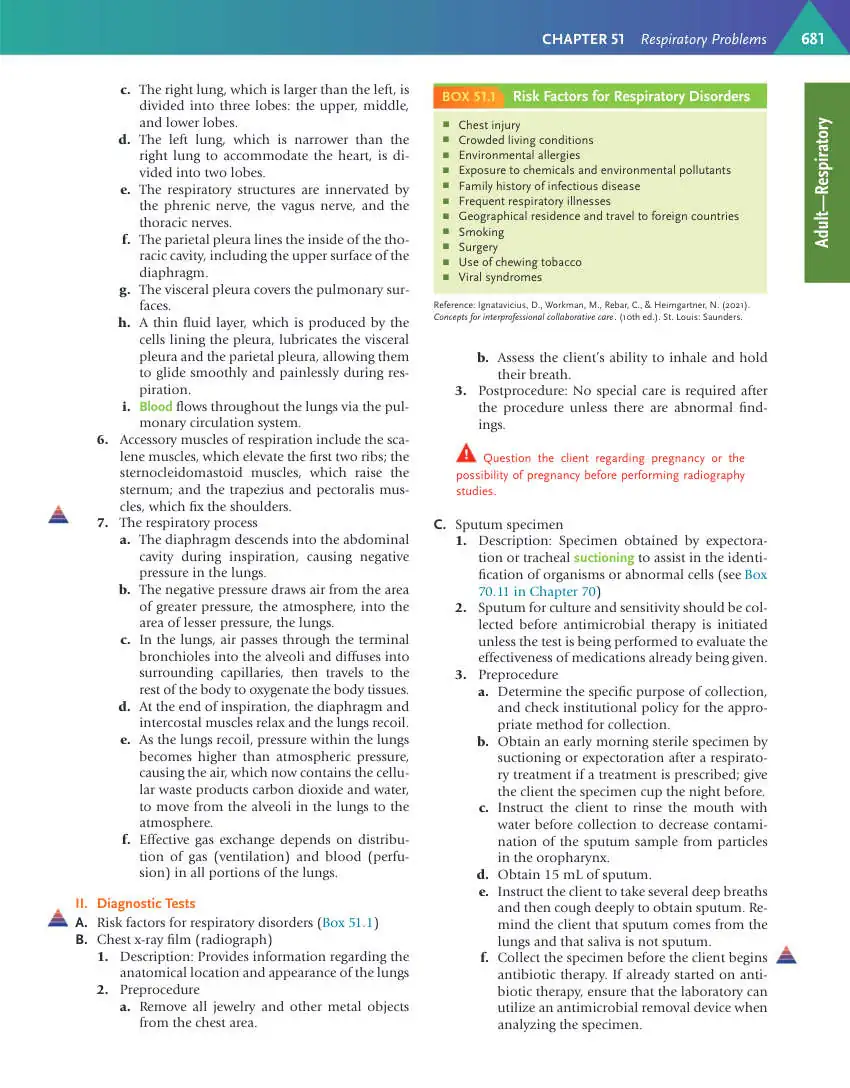 CHAPTER 51 Respiratory Problems 681
c. The right lung, which is larger than the left, is
divided into three lobes: the upper, middle,
and lower lobes.
d. The left lung, which is narrower than the
right lung to accommodate the heart, is di-
vided into two lobes.
e. The respiratory structures are innervated by
the phrenic nerve, the vagus nerve, and the
thoracic nerves.
f. The parietal pleura lines the inside of the tho-
racic cavity, including the upper surface of the
diaphragm.
g. The visceral pleura covers the pulmonary sur-
faces.
h. A thin fluid layer, which is produced by the
cells lining the pleura, lubricates the visceral
pleura and the parietal pleura, allowing them
to glide smoothly and painlessly during res-
piration.
i. Blood flows throughout the lungs via the pul-
monary circulation system.
6. Accessory muscles of respiration include the sca-
lene muscles, which elevate the first two ribs; the
sternocleidomastoid muscles, which raise the
sternum; and the trapezius and pectoralis mus-
cles, which fix the shoulders.
7. The respiratory process
a. The diaphragm descends into the abdominal
cavity during inspiration, causing negative
pressure in the lungs.
b. The negative pressure draws air from the area
of greater pressure, the atmosphere, into the
area of lesser pressure, the lungs.
c. In the lungs, air passes through the terminal
bronchioles into the alveoli and diffuses into
surrounding capillaries, then travels to the
rest of the body to oxygenate the body tissues.
d. At the end of inspiration, the diaphragm and
intercostal muscles relax and the lungs recoil.
e. As the lungs recoil, pressure within the lungs
becomes higher than atmospheric pressure,
causing the air, which now contains the cellu-
lar waste products carbon dioxide and water,
to move from the alveoli in the lungs to the
atmosphere.
f. Effective gas exchange depends on distribu-
tion of gas (ventilation) and blood (perfu-
sion) in all portions of the lungs.
II. Diagnostic Tests
A. Risk factors for respiratory disorders (Box 51.1)
B. Chest x-ray film (radiograph)
1. Description: Provides information regarding the
anatomical location and appearance of the lungs
2. Preprocedure
a. Remove all jewelry and other metal objects
from the chest area.
BOX 51.1 Risk Factors for Respiratory Disorders
■ Chest injury
■ Crowded living conditions
■ Environmental allergies
■ Exposure to chemicals and environmental pollutants
■ Family history of infectious disease
■ Frequent respiratory illnesses
■ Geographical residence and travel to foreign countries
■ Smoking
■ Surgery
■ Use of chewing tobacco
■ Viral syndromes
Reference: Ignatavicius, D., Workman, M., Rebar, C., & Heimgartner, N. (2021).
Concepts for interprofessional collaborative care. (10th ed.). St. Louis: Saunders.
b. Assess the client's ability to inhale and hold
their breath.
3. Postprocedure: No special care is required after
the procedure unless there are abnormal find-
ings.
Question the client regarding pregnancy or the
possibility of pregnancy before performing radiography
studies.
C. Sputum specimen
1. Description: Specimen obtained by expectora-
tion or tracheal suctioning to assist in the identi-
fication of organisms or abnormal cells (see Box
70.11 in Chapter 70)
2. Sputum for culture and sensitivity should be col-
lected before antimicrobial therapy is initiated
unless the test is being performed to evaluate the
effectiveness of medications already being given.
3. Preprocedure
a. Determine the specific purpose of collection,
and check institutional policy for the appro-
priate method for collection.
b. Obtain an early morning sterile specimen by
suctioning or expectoration after a respirato-
ry treatment if a treatment is prescribed; give
the client the specimen cup the night before.
c. Instruct the client to rinse the mouth with
water before collection to decrease contami-
nation of the sputum sample from particles
in the oropharynx.
d. Obtain 15 mL of sputum.
e. Instruct the client to take several deep breaths
and then cough deeply to obtain sputum. Re-
mind the client that sputum comes from the
lungs and that saliva is not sputum.
f. Collect the specimen before the client begins
antibiotic therapy. If already started on anti-
biotic therapy, ensure that the laboratory can
utilize an antimicrobial removal device when
analyzing the specimen.
Adult—Respiratory